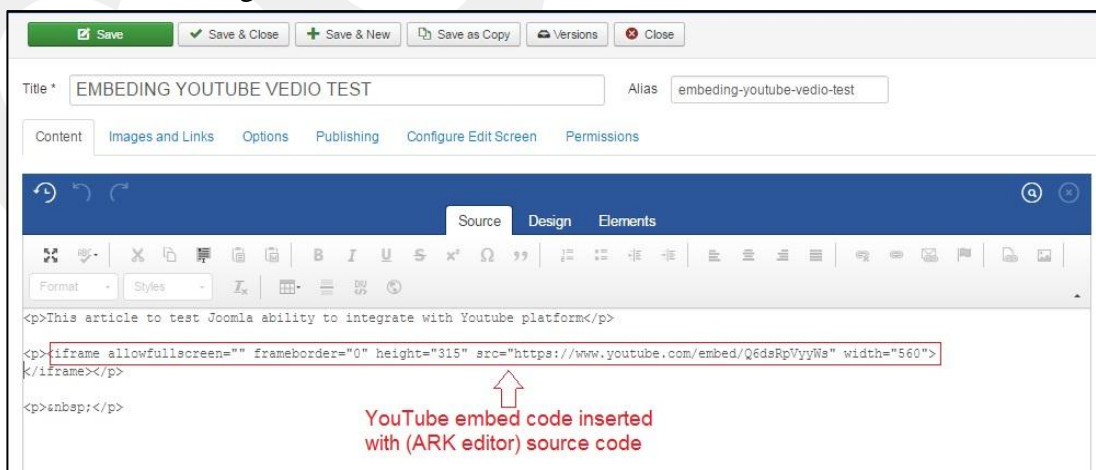 Save
Save & Close
Save & New
Save as Copy
Versions
Close
Title *
EMBEDING YOUTUBE VEDIO TEST
Alias
embeding-youtube-vedio-test
Content
Images and Links
Options
Publishing
Configure Edit Screen
Permissions
Source
Design
Elements
B I U S x² Ω ”
Format
Styles
Ix
DIV
<p>This article to test Joomla ability to integrate with Youtube platform</p>
<p><iframe allowfullscreen="" frameborder="0" height="315" src="https://www.youtube.com/embed/Q6dsRpVyyWs" width="560">
</iframe></p>
<p>&nbsp;</p>
YouTube embed code inserted
with (ARK editor) source code